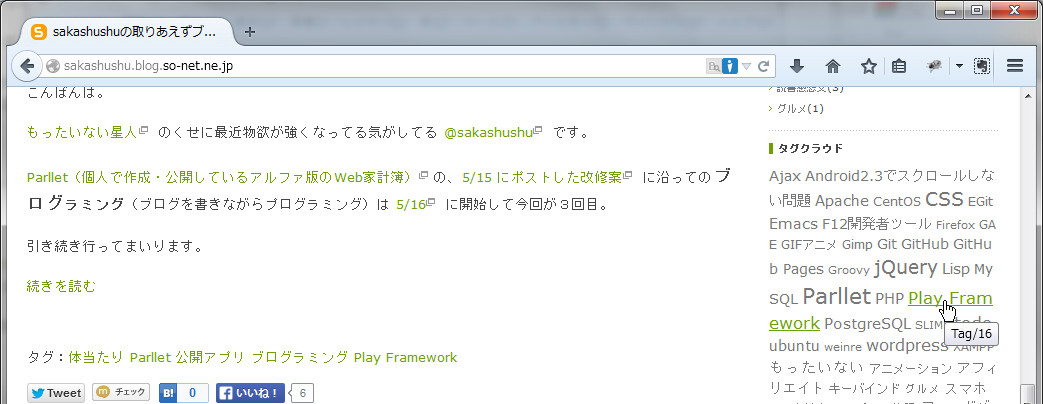 sakashushuの取りあえずブ...
sakashushu.blog.so-net.ne.jp
こんばんは。
もったいない星人 のくせに最近物欲が強くなってる気がしてる @sakashushu です。
Parllet（個人で作成・公開しているアルファ版のWeb家計簿）の、5/15 にポストした改修案 に沿ってのブ
ログラミング（ブログを書きながらプログラミング）は 5/16 に開始して今回が３回目。
引き続き行ってまいります。
続きを読む
タグ：体当たり Parllet 公開アプリ ブログラミング Play Framework
Tweet
チェック
B! 0
いいね！ 6
読書感想文(3)
グルメ(1)
タグクラウド
Ajax Android2.3でスクロールしな
い問題 Apache CentOS CSS EGit
Emacs F12開発者ツール Firefox GA
E GIFアニメ Gimp Git GitHub GitHu
b Pages Groovy jQuery Lisp My
SQL Parllet PHP Play Fram
ework PostgreSQL SLIM
Tag/16
ubuntu weinre wordpress XAMPP
もったいない アニメーション アフィ
リエイト キーバインド グルメ スマホ